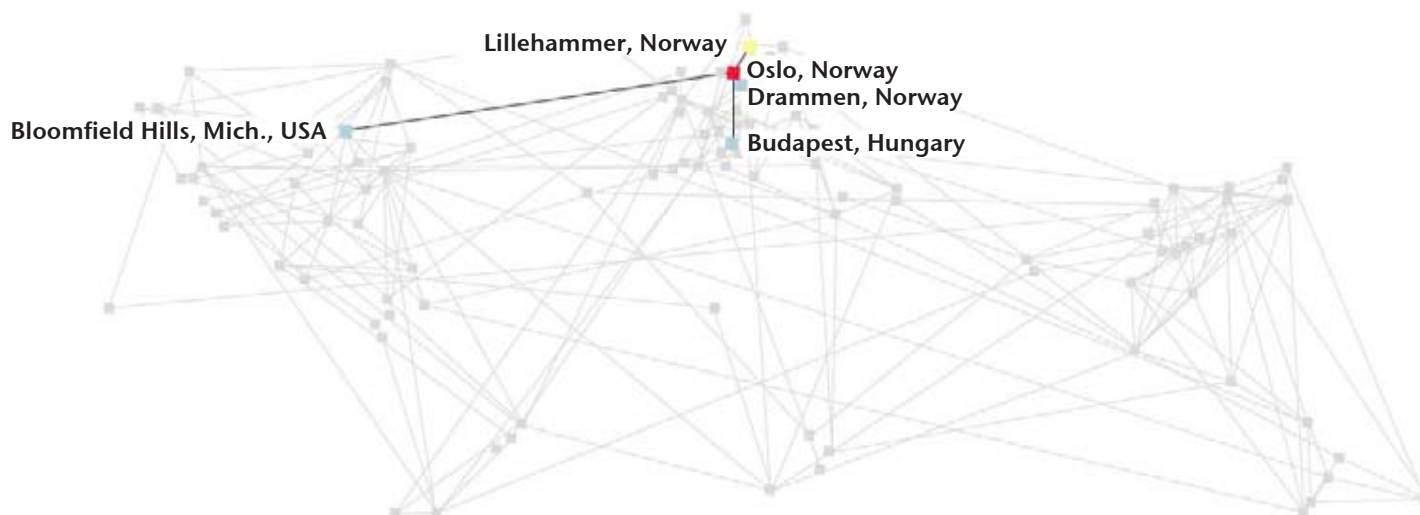 Lillehammer, Norway
Oslo, Norway
Drammen, Norway
Bloomfield Hills, Mich., USA
Budapest, Hungary